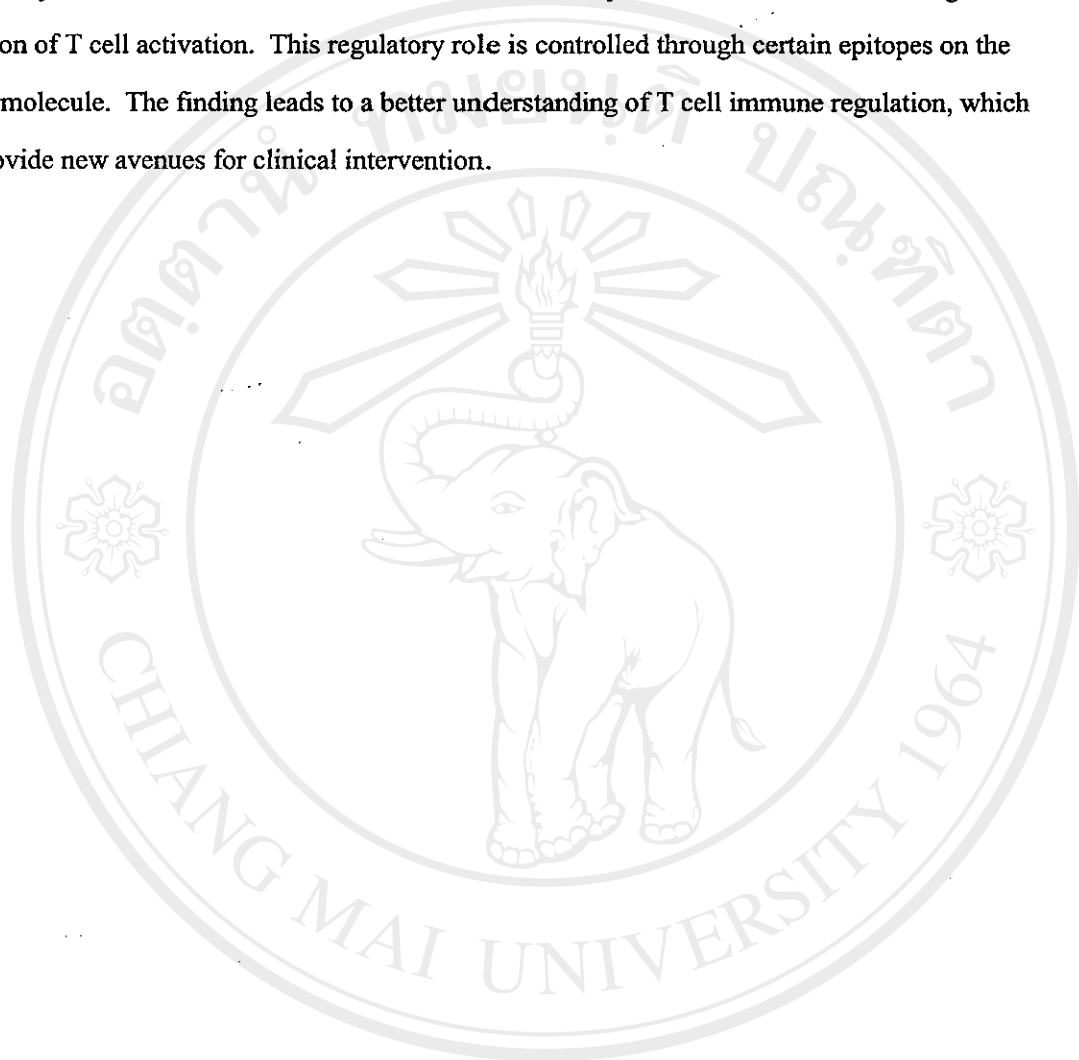 on of T cell activation. This regulatory role is controlled through certain epitopes on the
molecule. The finding leads to a better understanding of T cell immune regulation, which
ovide new avenues for clinical intervention.
CHIANG MAI UNIVERSITY 1964